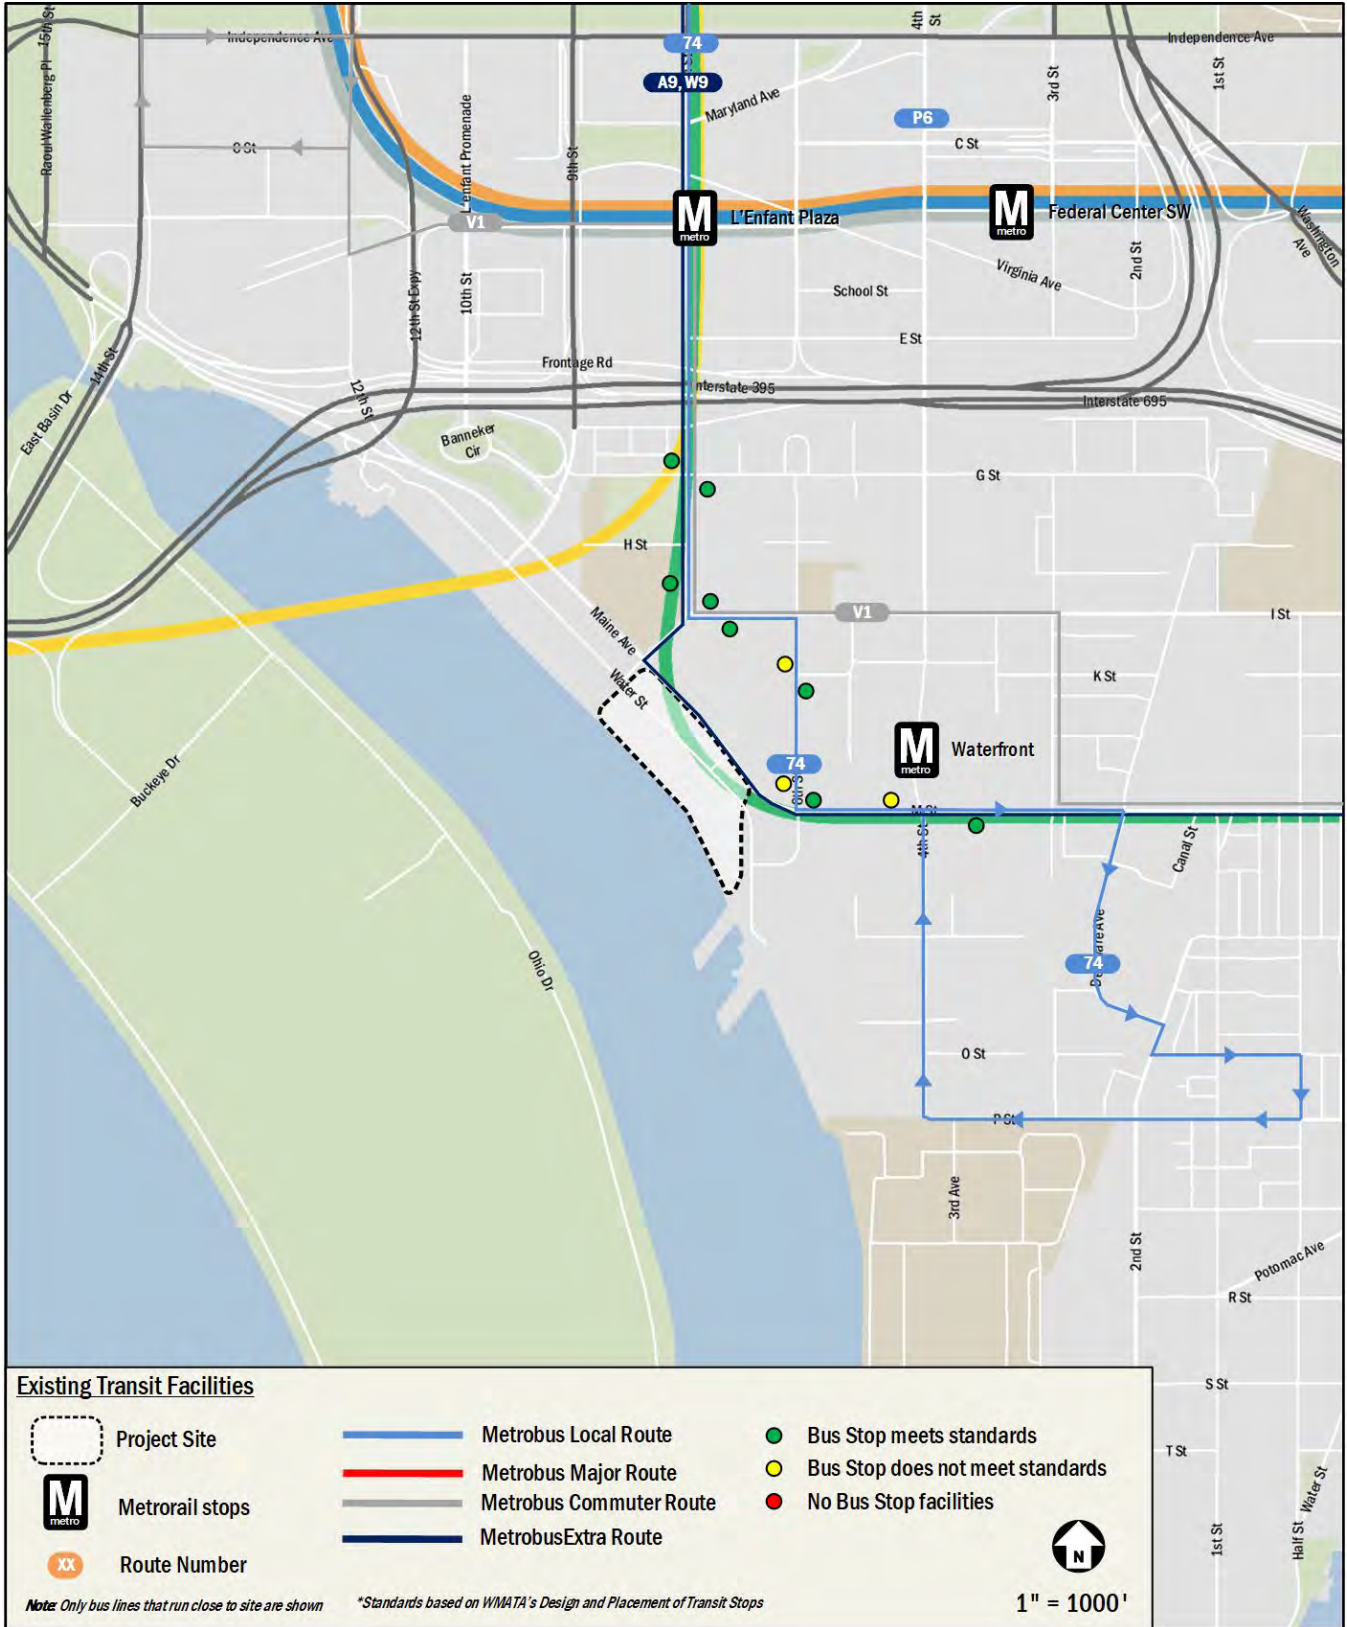 4th
St
15th St
Independence Ave
74
Independence Ave
A9, W9
1st St
3rd St
Maryland Ave
Raoul Wallenberg Pl
L'enfant Promenade
P6
C St
C St
9th St
M
metro
L'Enfant Plaza
M
metro
Federal Center SW
Washington
Ave
V1
2nd St
Virginia Ave
12th St Expy
10th St
School St
E St
14th St
Frontage Rd
Interstate 395
Interstate 695
12th St
East Basin Dr
Banneker
Cir
G St
H St
Maine Ave
V1
I St
Water St
K St
M
metro
Waterfront
Buckeye Dr
74
M St
4th St
Canal St
Ohio Dr
74
O St
P St
3rd Ave
2nd St
Potomac Ave
R St
S St
T St
Water St
1st St
Half St
Existing Transit Facilities
Project Site
M
metro
Metrorail stops
XX
Route Number
Metrobus Local Route
Metrobus Major Route
Metrobus Commuter Route
MetrobusExtra Route
Bus Stop meets standards
Bus Stop does not meet standards
No Bus Stop facilities
N
1" = 1000'
Note: Only bus lines that run close to site are shown
*Standards based on WMATA's Design and Placement of Transit Stops